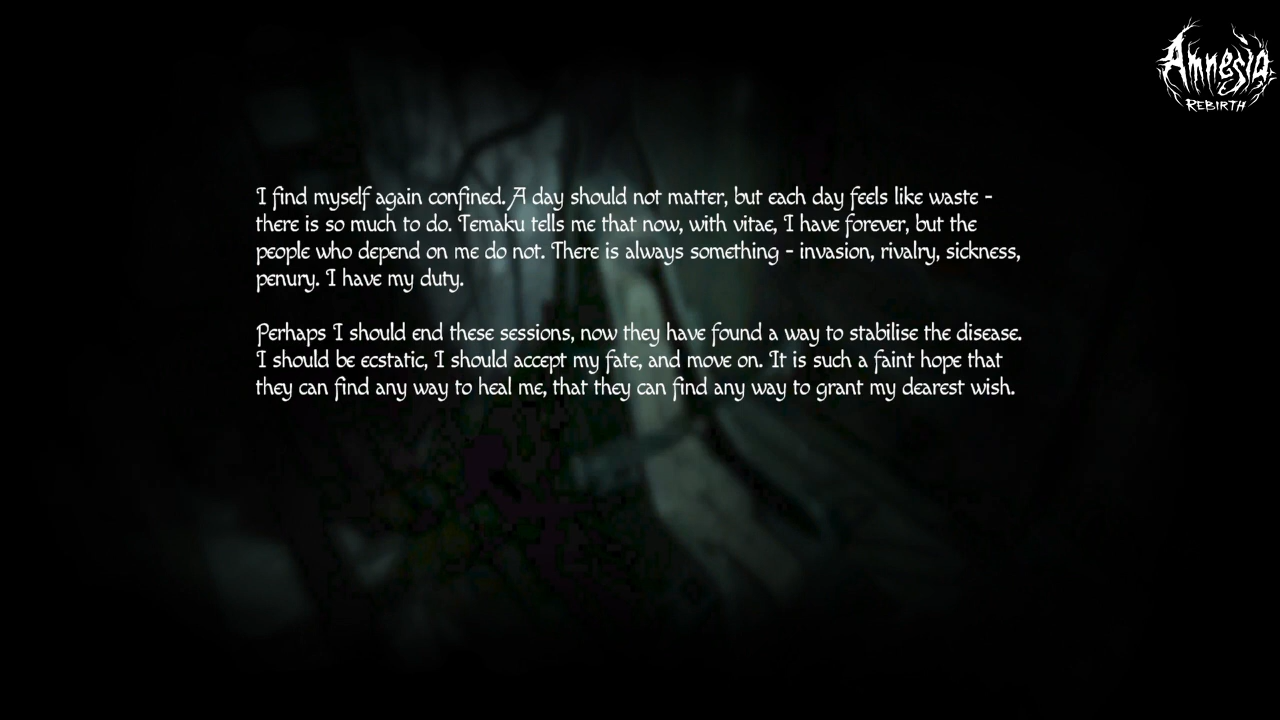 Amnesia
REBIRTH
I find myself again confined. A day should not matter, but each day feels like waste -
there is so much to do. Temaku tells me that now, with vitae, I have forever, but the
people who depend on me do not. There is always something - invasion, rivalry, sickness,
penury. I have my duty.
Perhaps I should end these sessions, now they have found a way to stabilise the disease.
I should be ecstatic, I should accept my fate, and move on. It is such a faint hope that
they can find any way to heal me, that they can find any way to grant my dearest wish.